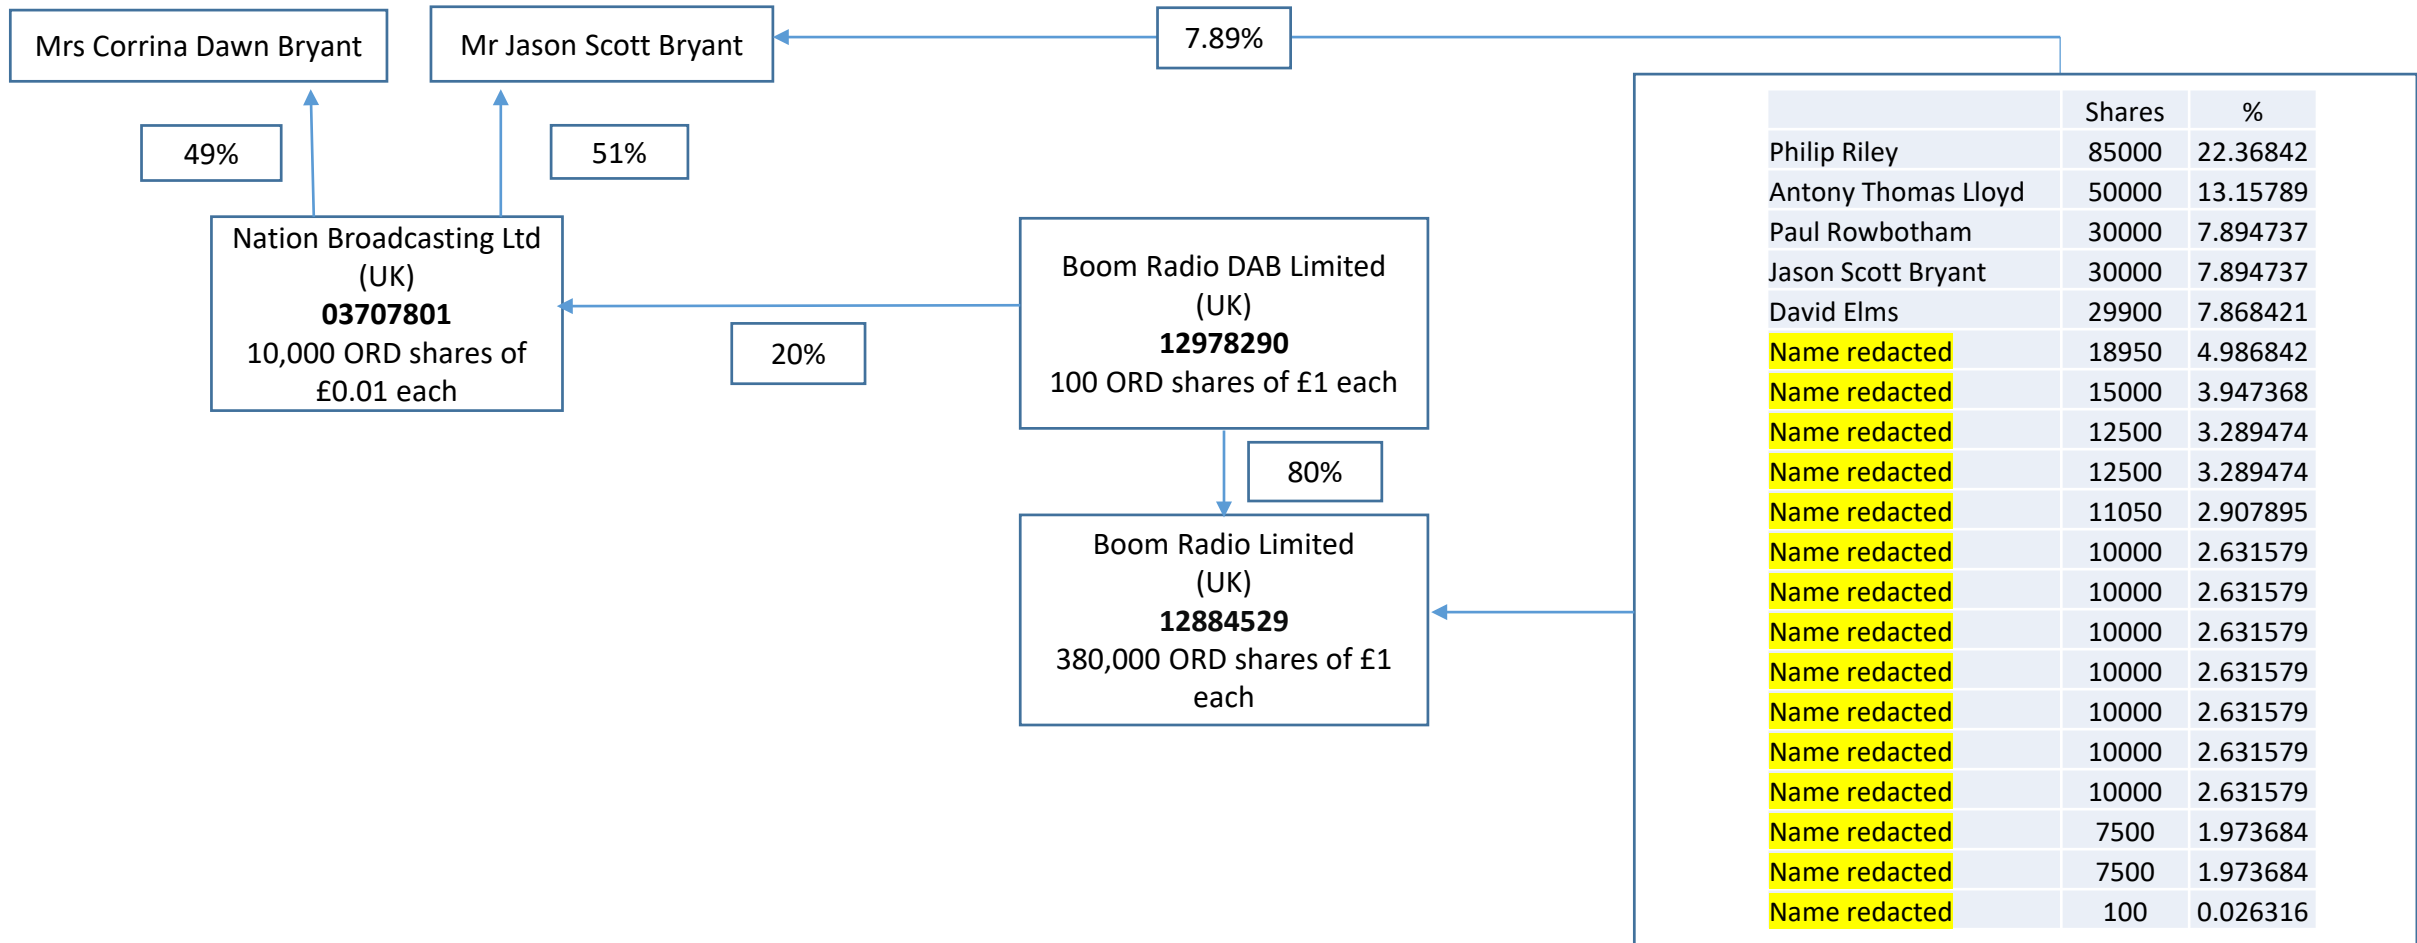 Mrs Corrina Dawn Bryant
Mr Jason Scott Bryant
7.89%
49%
51%
Nation Broadcasting Ltd
(UK)
03707801
10,000 ORD shares of
£0.01 each
20%
Boom Radio DAB Limited
(UK)
12978290
100 ORD shares of £1 each
80%
Boom Radio Limited
(UK)
12884529
380,000 ORD shares of £1
each
Shares %
Philip Riley 85000 22.36842
Antony Thomas Lloyd 50000 13.15789
Paul Rowbotham 30000 7.894737
Jason Scott Bryant 30000 7.894737
David Elms 29900 7.868421
Name redacted 18950 4.986842
Name redacted 15000 3.947368
Name redacted 12500 3.289474
Name redacted 12500 3.289474
Name redacted 11050 2.907895
Name redacted 10000 2.631579
Name redacted 10000 2.631579
Name redacted 10000 2.631579
Name redacted 10000 2.631579
Name redacted 10000 2.631579
Name redacted 10000 2.631579
Name redacted 10000 2.631579
Name redacted 7500 1.973684
Name redacted 7500 1.973684
Name redacted 100 0.026316